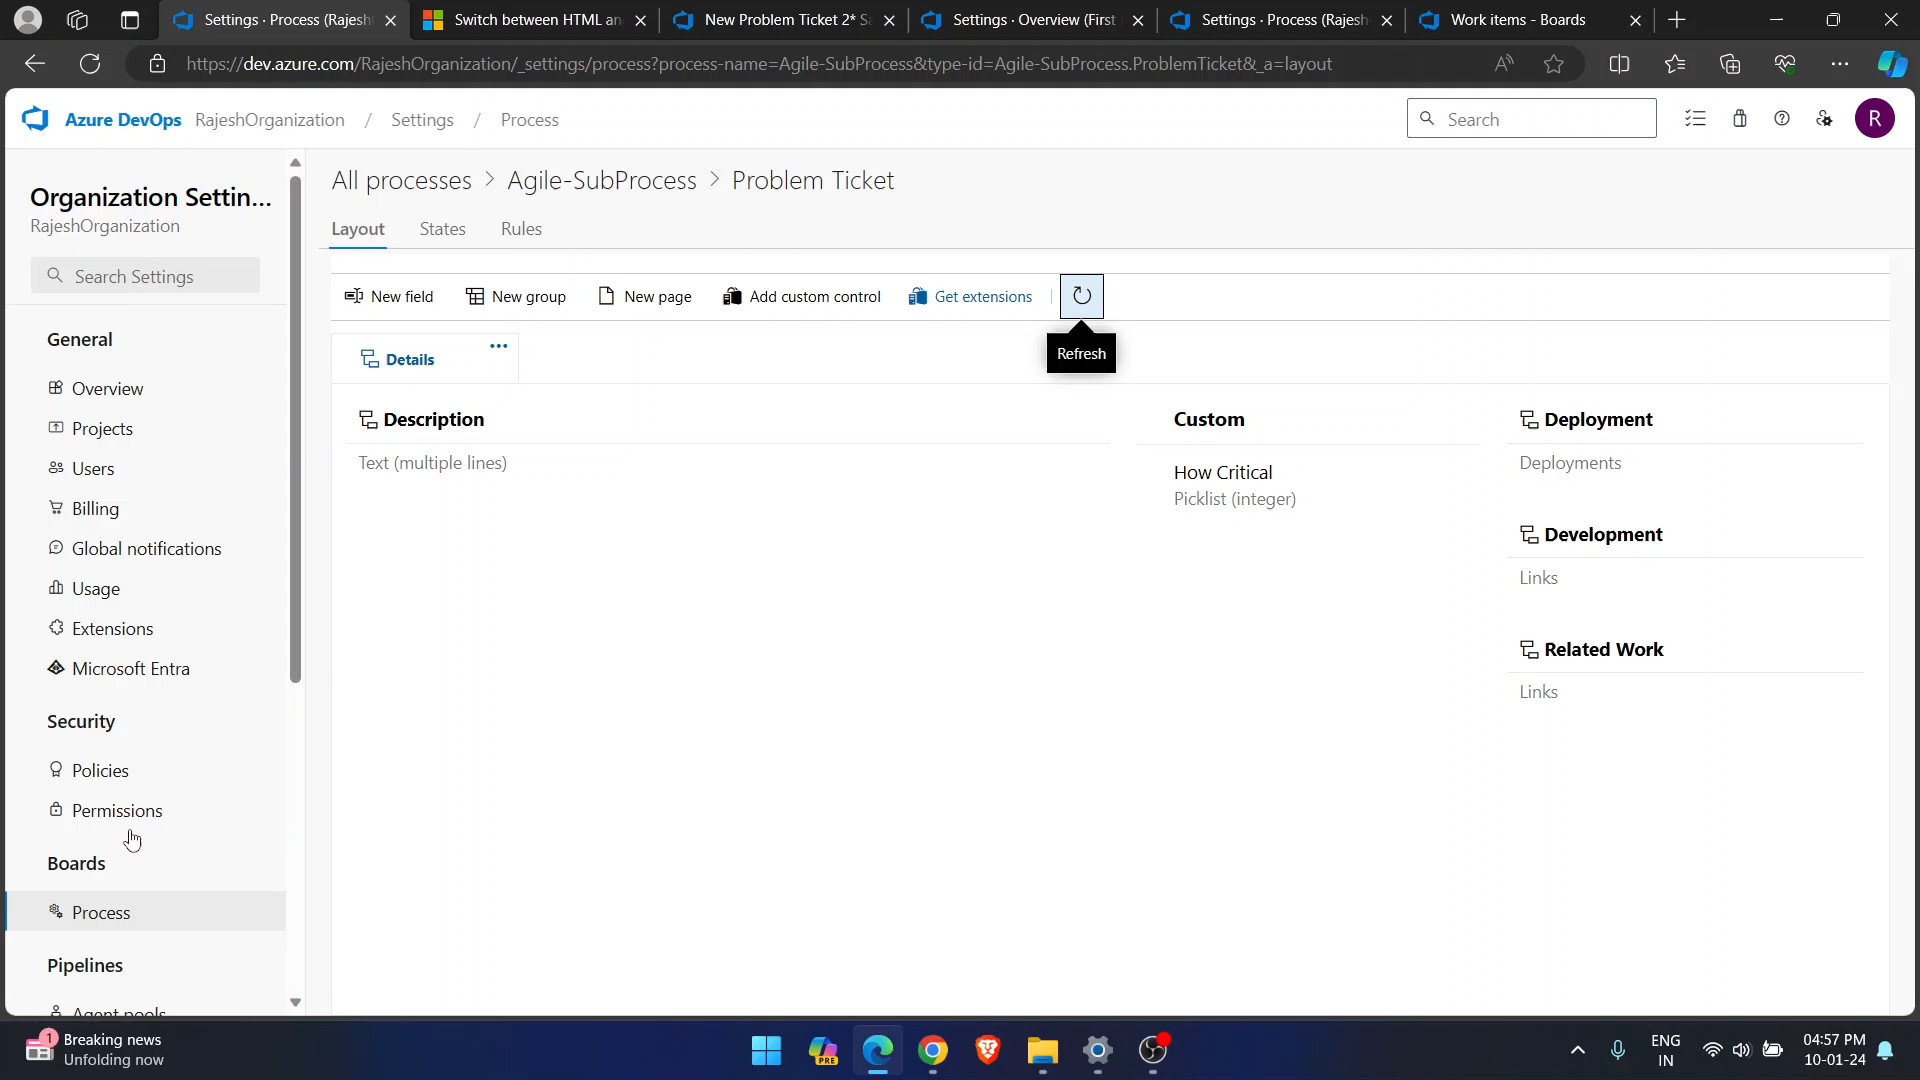 Settings · Process (Rajesh
Switch between HTML an
New Problem Ticket 2* Sa
Settings · Overview (First
Settings · Process (Rajesh
Work items - Boards
https://dev.azure.com/RajeshOrganization/_settings/process?process-name=Agile-SubProcess&type-id=Agile-SubProcess.ProblemTicket&_a=layout
Azure DevOps RajeshOrganization / Settings / Process
Search
R
Organization Settin...
RajeshOrganization
Search Settings
General
Overview
Projects
Users
Billing
Global notifications
Usage
Extensions
Microsoft Entra
Security
Policies
Permissions
Boards
Process
Pipelines
Agent pools
All processes > Agile-SubProcess > Problem Ticket
Layout States Rules
New field New group New page Add custom control Get extensions
Refresh
Details
Description
Text (multiple lines)
Custom
How Critical
Picklist (integer)
Deployment
Deployments
Development
Links
Related Work
Links
1
Breaking news
Unfolding now
PRE
ENG
IN
04:57 PM
10-01-24